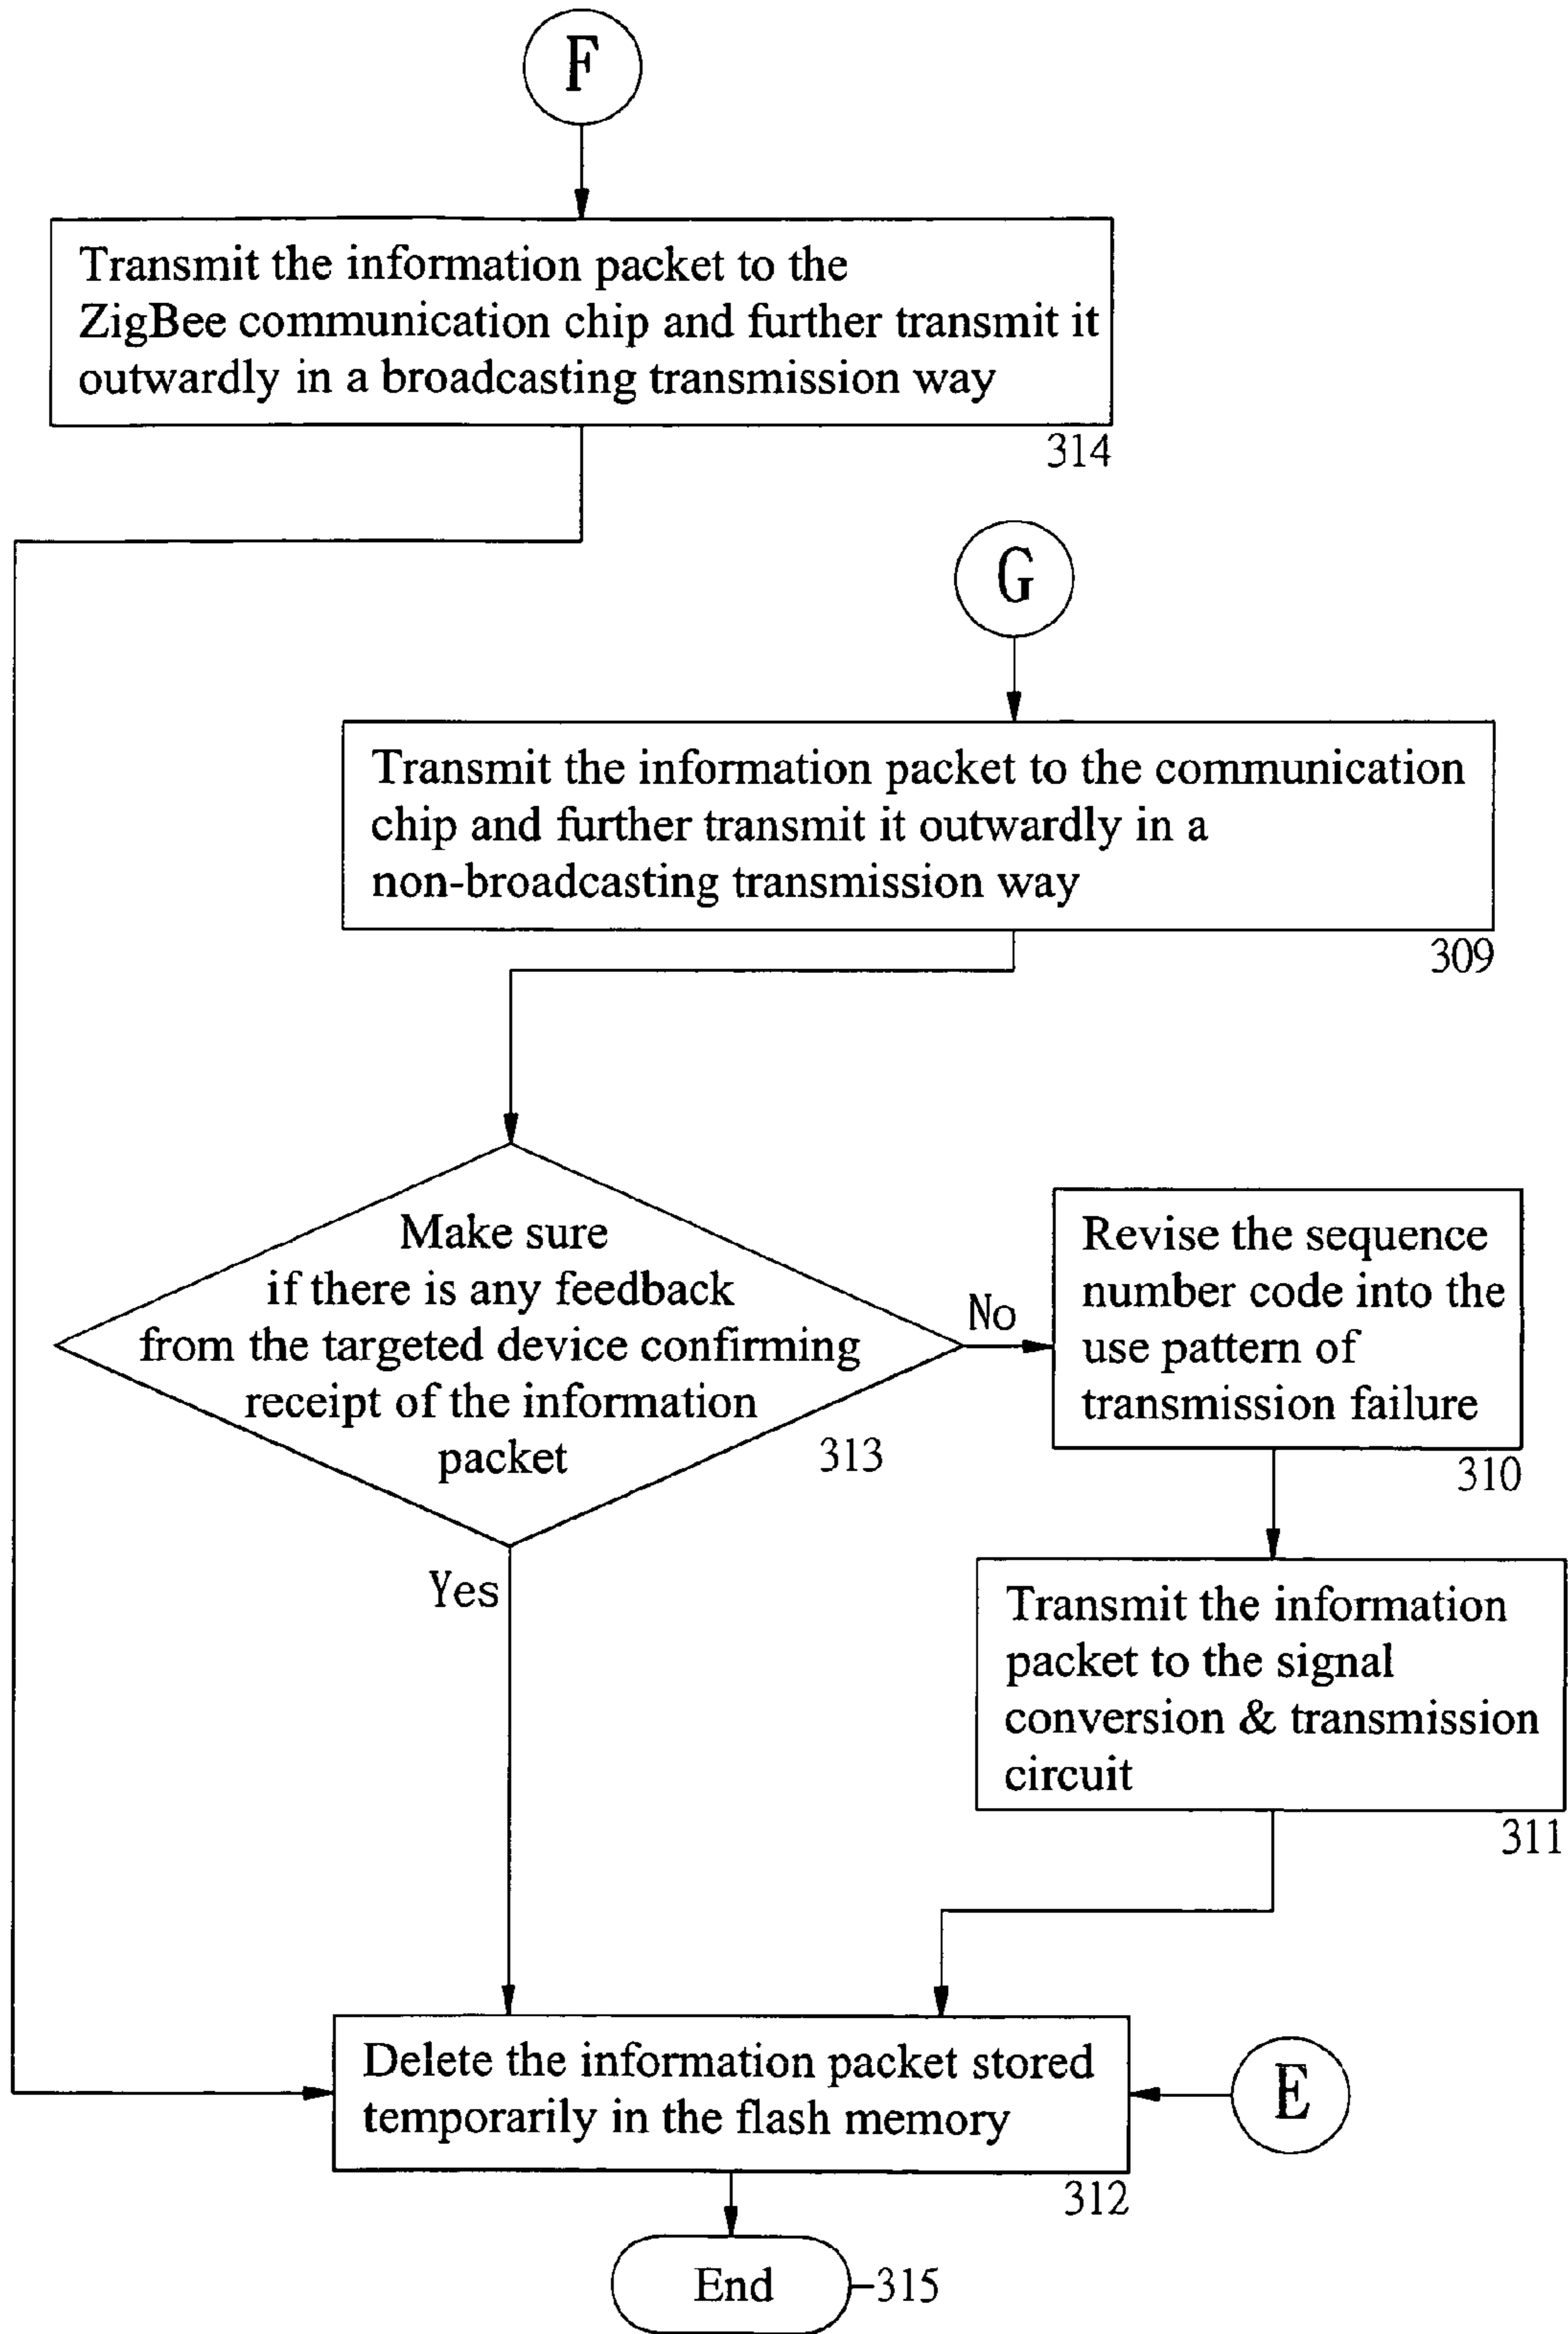 F
Transmit the information packet to the
ZigBee communication chip and further transmit it
outwardly in a broadcasting transmission way
314
G
Transmit the information packet to the communication
chip and further transmit it outwardly in a
non-broadcasting transmission way
309
Make sure
if there is any feedback
from the targeted device confirming
receipt of the information
packet
313
No
Revise the sequence
number code into the
use pattern of
transmission failure
310
Yes
Transmit the information
packet to the signal
conversion & transmission
circuit
311
Delete the information packet stored
temporarily in the flash memory
312
E
End
315